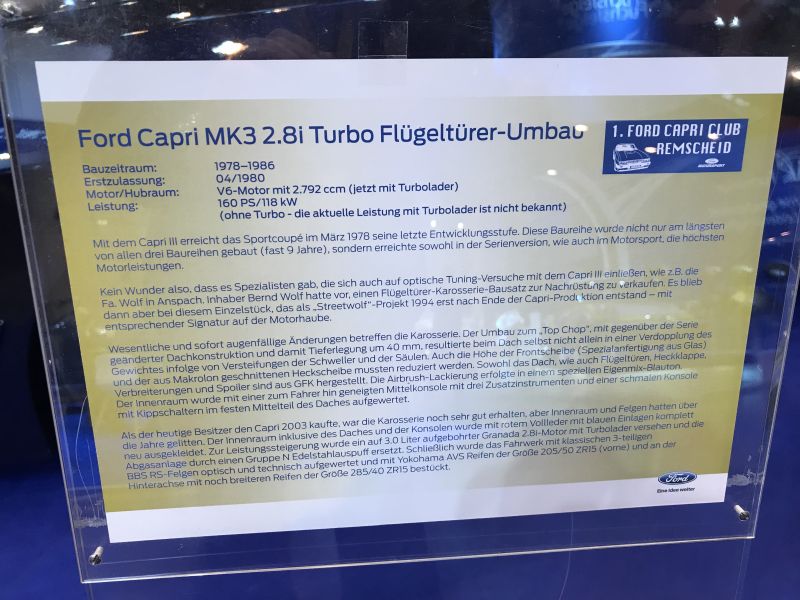 Ford Capri MK3 2.8i Turbo Flügeltürer-Umbau
1. FORD CAPRI CLUB
REMSCHEID
Bauzeitraum: 1978–1986
Erstzulassung: 04/1980
Motor/Hubraum: V6-Motor mit 2.792 ccm (jetzt mit Turbolader)
Leistung: 160 PS/118 kW
(ohne Turbo - die aktuelle Leistung mit Turbolader ist nicht bekannt)
Mit dem Capri III erreicht das Sportcoupé im März 1978 seine letzte Entwicklungsstufe. Diese Baureihe wurde nicht nur am längsten
von allen drei Baureihen gebaut (fast 9 Jahre), sondern erreichte sowohl in der Serienversion, wie auch im Motorsport, die höchsten
Motorleistungen.
Kein Wunder also, dass es Spezialisten gab, die sich auch auf optische Tuning-Versuche mit dem Capri III einließen, wie z.B. die
Fa. Wolf in Anspach. Inhaber Bernd Wolf hatte vor, einen Flügeltürer-Karosserie-Bausatz zur Nachrüstung zu verkaufen. Es blieb
dann aber bei diesem Einzelstück, das als „Streetwolf“-Projekt 1994 erst nach Ende der Capri-Produktion entstand – mit
entsprechender Signatur auf der Motorhaube.
Wesentliche und sofort augenfällige Änderungen betreffen die Karosserie. Der Umbau zum „Top Chop“, mit gegenüber der Serie
geänderter Dachkonstruktion und damit Tieferlegung um 40 mm, resultierte beim Dach selbst nicht allein in einer Verdopplung des
Gewichtes infolge von Versteifungen der Schweller und der Säulen. Auch die Höhe der Frontscheibe (Spezialanfertigung aus Glas)
und der aus Makrolon geschnittenen Heckscheibe mussten reduziert werden. Sowohl das Dach, wie auch Flügeltüren, Heckklappe,
Verbreiterungen und Spoiler sind aus GFK hergestellt. Die Airbrush-Lackierung erfolgte in einem speziellen Eigenmix-Blauton.
Der Innenraum wurde mit einer zum Fahrer hin geneigten Mittelkonsole mit drei Zusatzinstrumenten und einer schmalen Konsole
mit Kippschaltern im festen Mittelteil des Daches aufgewertet.
Als der heutige Besitzer den Capri 2003 kaufte, war die Karosserie noch sehr gut erhalten, aber Innenraum und Felgen hatten über
die Jahre gelitten. Der Innenraum inklusive des Daches und der Konsolen wurde mit rotem Vollleder mit blauen Einlagen komplett
neu ausgekleidet. Zur Leistungssteigerung wurde ein auf 3.0 Liter aufgebohrter Granada 2.8i-Motor mit Turbolader versehen und die
Abgasanlage durch einen Gruppe N Edelstahlauspuff ersetzt. Schließlich wurde das Fahrwerk mit klassischen 3-teiligen
BBS RS-Felgen optisch und technisch aufgewertet und mit Yokohama AVS Reifen der Größe 205/50 ZR15 (vorne) und an der
Hinterachse mit noch breiteren Reifen der Größe 285/40 ZR15 bestückt.
Ford
Eine Idee weiter